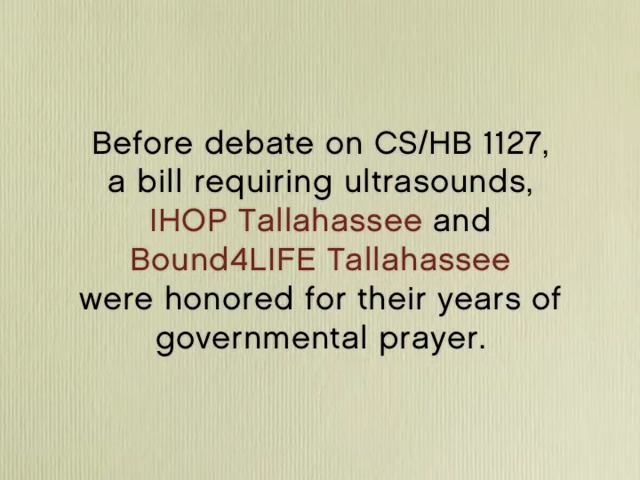 Before debate on CS/HB 1127,
a bill requiring ultrasounds,
IHOP Tallahassee and
Bound4LIFE Tallahassee
were honored for their years of
governmental prayer.